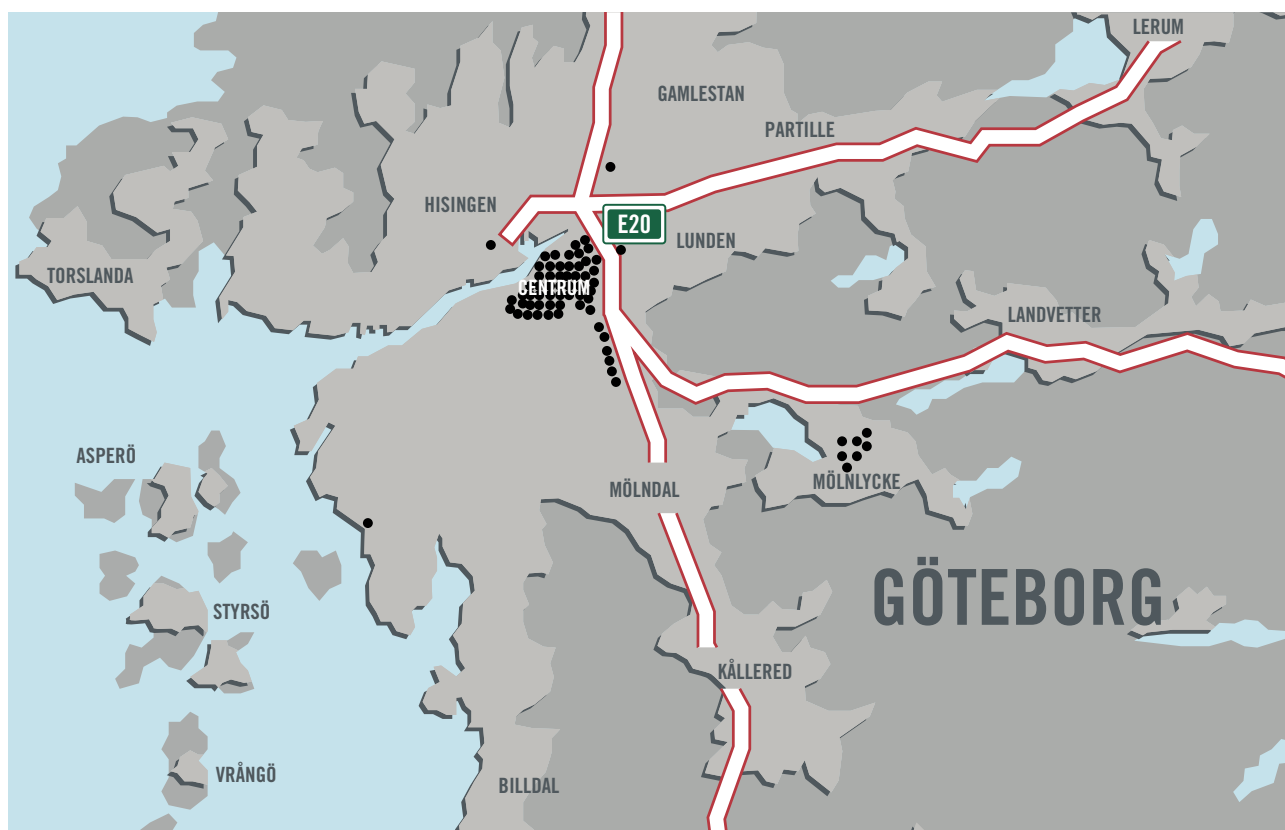 LERUM
GAMLESTAN
PARTILLE
HISINGEN
E20
LUNDEN
TORSLANDA
CENTRUM
LANDVETTER
ASPERÖ
MÖLNDAL
MÖLNLYCKE
GÖTEBORG
STYRSÖ
KÅLLERED
VRÅNGÖ
BILLDAL